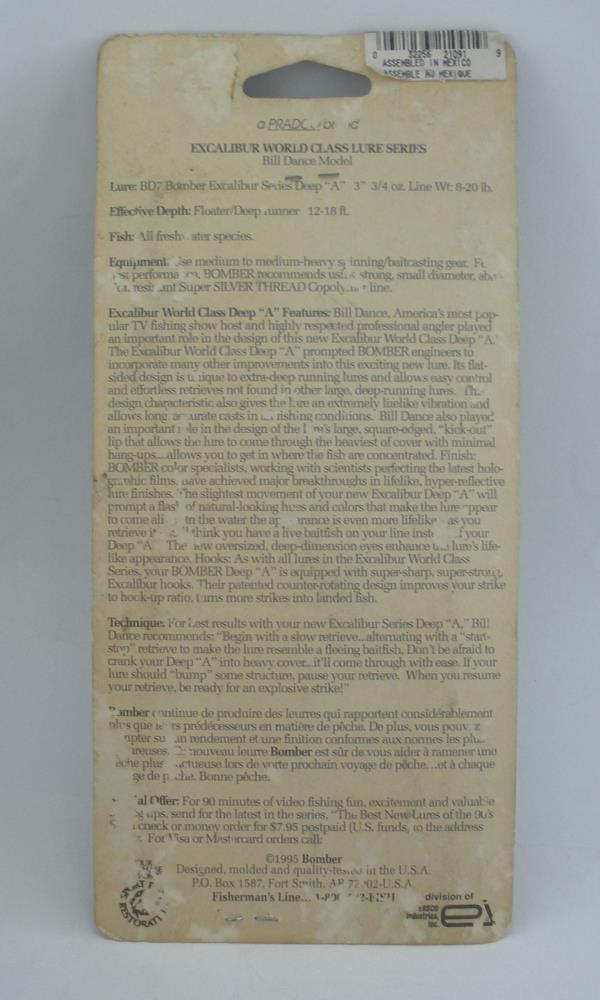 0 32256 21091 9
ASSEMBLED IN MEXICO
ASSEMBLE AU MEXIQUE
a
EXCALIBUR WORLD CLASS LURE SERIES
Bill Dance Model
Lure: BD7 Bomber Excalibur Series Deep “A” 3” 3/4 oz. Line Wt: 8-20 lb.
Effective Depth: Floater/Deep 12-18 ft.
Fish: All species.
Equipment. medium to medium-heavy gear.
BOMBER recommends strong, small diameter,
Super SILVER THREAD line.
Excalibur World Class Deep “A” Features: Bill Dance, America's most pop-
ular TV fishing show host and highly respected professional angler played
an important role in the design of this new Excalibur World Class Deep “A.”
The Excalibur World Class Deep “A” prompted BOMBER engineers to
incorporate many other improvements into this exciting new lure. Its flat-
sided design is unique to extra-deep running lures and allows easy control
and effortless retrieves not found in other large, deep-running lures.
design characteristic also gives the lure an extremely lifelike vibration and
allows long, accurate casts in conditions. Bill Dance also played
an important role in the design of the large, square-edged, “kick-out”
lip that allows the lure to come through the heaviest of cover with minimal
hang-ups....allows you to get in where the fish are concentrated. Finish:
BOMBER color specialists, working with scientists perfecting the latest holo-
graphic films, have achieved major breakthroughs in lifelike, hyper-reflective
lure finishes. The slightest movement of your new Excalibur Deep “A” will
prompt a flash of natural-looking hues and colors that make the lure appear
to come in the water the is even more lifelike as you
retrieve think you have a live baitfish on your line of your
Deep “A new oversized, deep-dimension eyes enhance lure's life-
like appearance. Hooks: As with all lures in the Excalibur World Class
Series, your BOMBER Deep “A” is equipped with super-sharp, super-strong,
Excalibur hooks. Their patented counter-rotating design improves your strike
to hook-up ratio, turns more strikes into landed fish.
Technique: For best results with your new Excalibur Series Deep “A,” Bill
Dance recommends: “Begin with a slow retrieve...alternating with a “start-
stop” retrieve to make the lure resemble a fleeing baitfish. Don't be afraid to
crank your Deep “A” into heavy cover...it'll come through with ease. If your
lure should “bump” some structure, pause your retrieve. When you resume
your retrieve, be ready for an explosive strike!”
Bomber continue de produire des leurres qui rapportent considérablement
plus que prédécesseurs en matière de pêche. De plus, vous
un rendement et une finition conformes aux normes les
nouveau leurre Bomber est sûr de vous aider à ramener une
lors de votre prochain voyage de pêche...et à chaque
de pêche. Bonne pêche.
Offer: For 90 minutes of video fishing fun, excitement and valuable
send for the latest in the series, “The Best New Lures of the 90's
check or money order for $7.95 postpaid (U.S. funds) to the address
For Visa or Mastercard orders call:
©1995 Bomber
Designed, molded and quality-tested in the U.S.A.
P.O. Box 1587, Fort Smith, U.S.A.
Fisherman's Line...
division of
EBSCO
Industries,
Inc.
ei